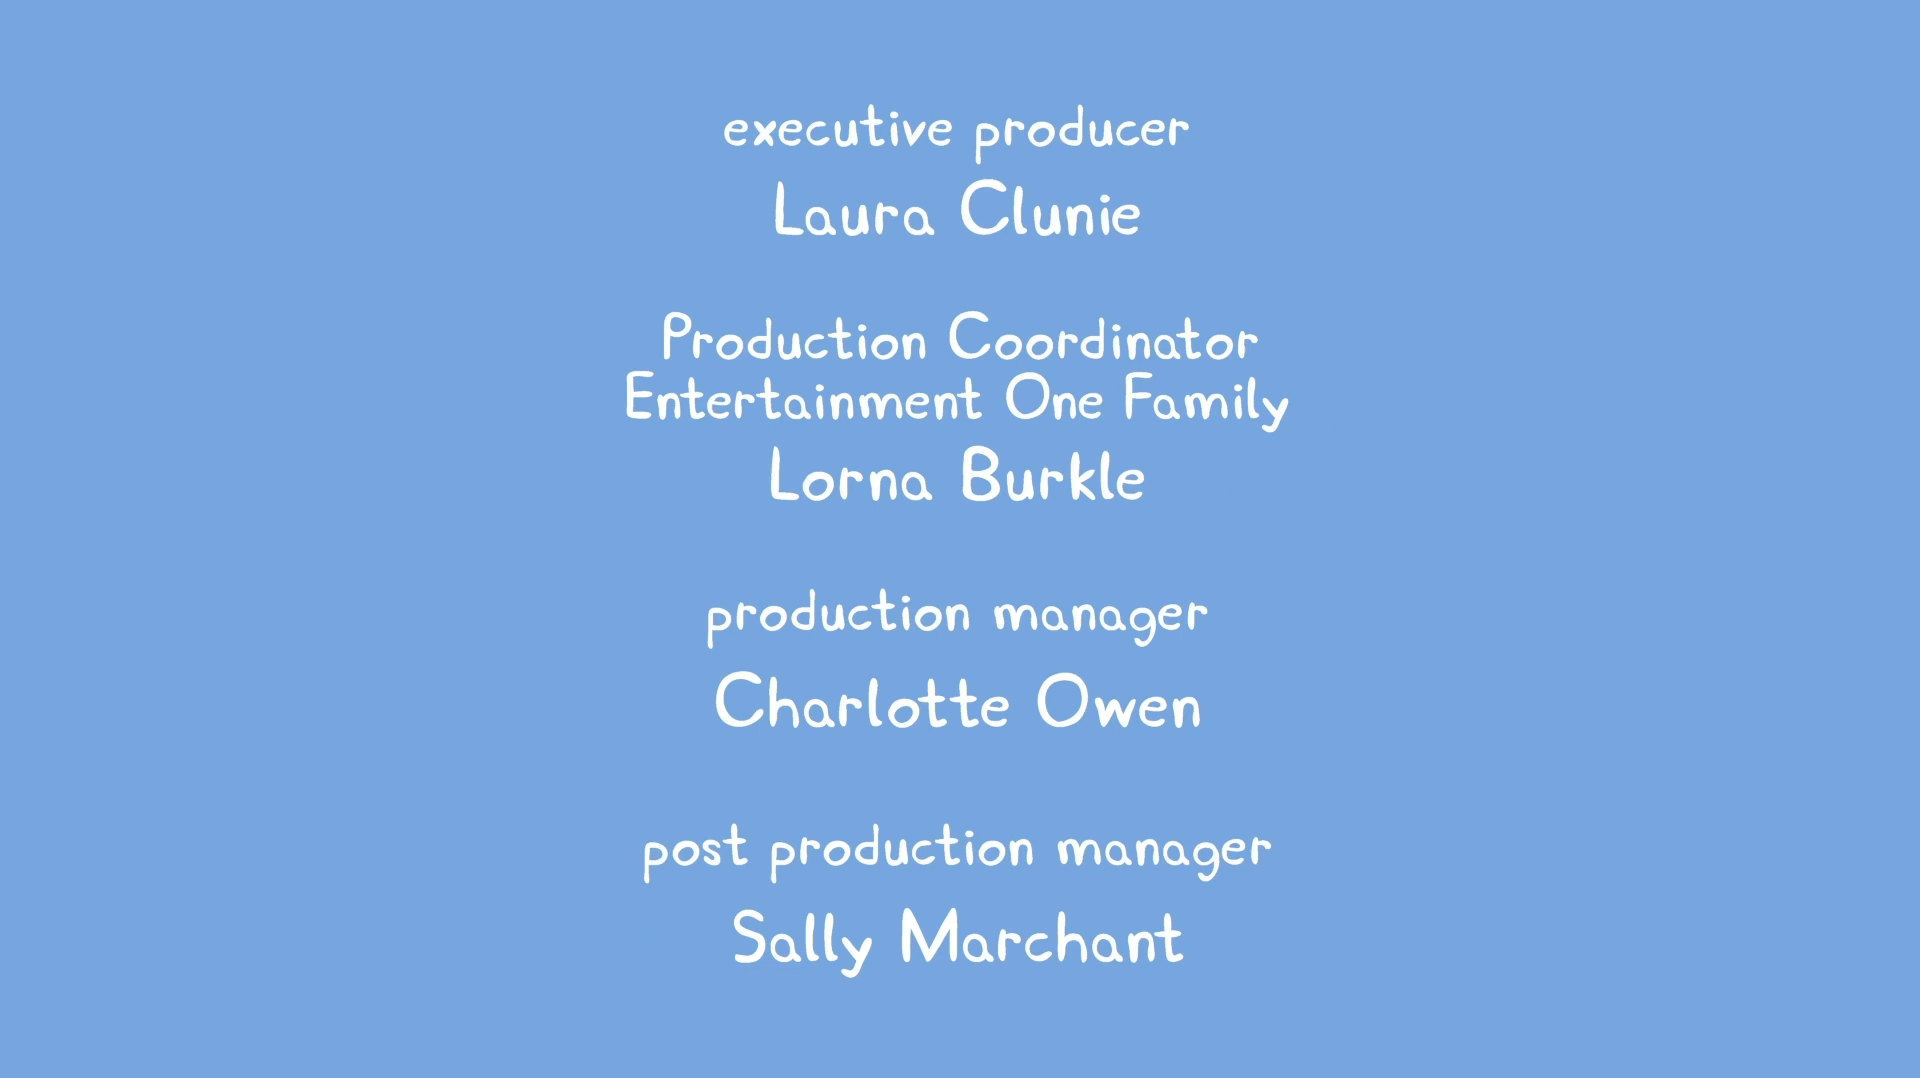 executive producer
Laura Clunie
Production Coordinator
Entertainment One Family
Lorna Burkle
production manager
Charlotte Owen
post production manager
Sally Marchant